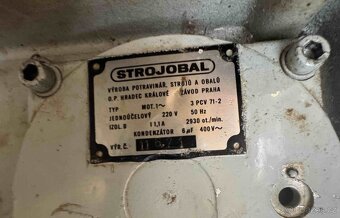 STROJOBAL
VÝROBA POTRAVINÁŘ. STROJŮ A OBALŮ
O.P. HRADEC KRÁLOVÉ ZÁVOD PRAHA
TYP MOT. 1~ 3 PCV 71-2
JEDNOÚČELOVÝ 220 V 50 Hz
IZOL. B I 1,1 A 2930 ot./min.
KONDENZÁTOR 6 µF 400 V~
VÝR. Č.